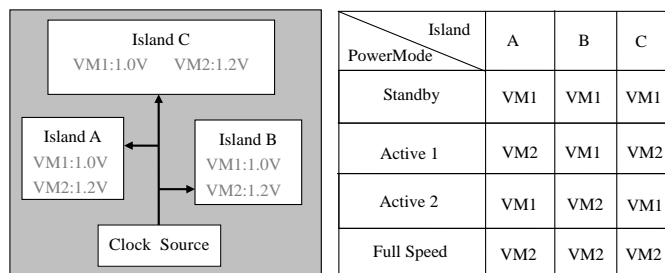 Island C
VM1:1.0V VM2:1.2V
Island A
VM1:1.0V
VM2:1.2V
Island B
VM1:1.0V
VM2:1.2V
Clock Source
Island
PowerMode
A B C
Standby VM1 VM1 VM1
Active 1 VM2 VM1 VM2
Active 2 VM1 VM2 VM1
Full Speed VM2 VM2 VM2